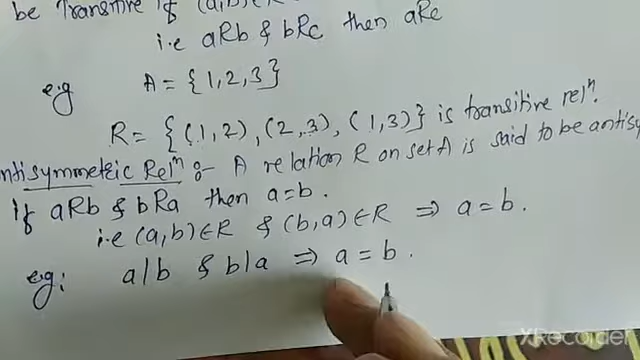 be Transitive if (a,b)∈R
i.e aRb & bRc then aRc
e.g A = {1,2,3}
R = {(1,2), (2,3), (1,3)} is transitive relⁿ.
ntisymmetric Relⁿ :- A relation R on set A is said to be antisy
if aRb & bRa then a=b.
i.e (a,b)∈R & (b,a)∈R ⇒ a=b.
eg: a/b & b/a ⇒ a=b.
XRecorder